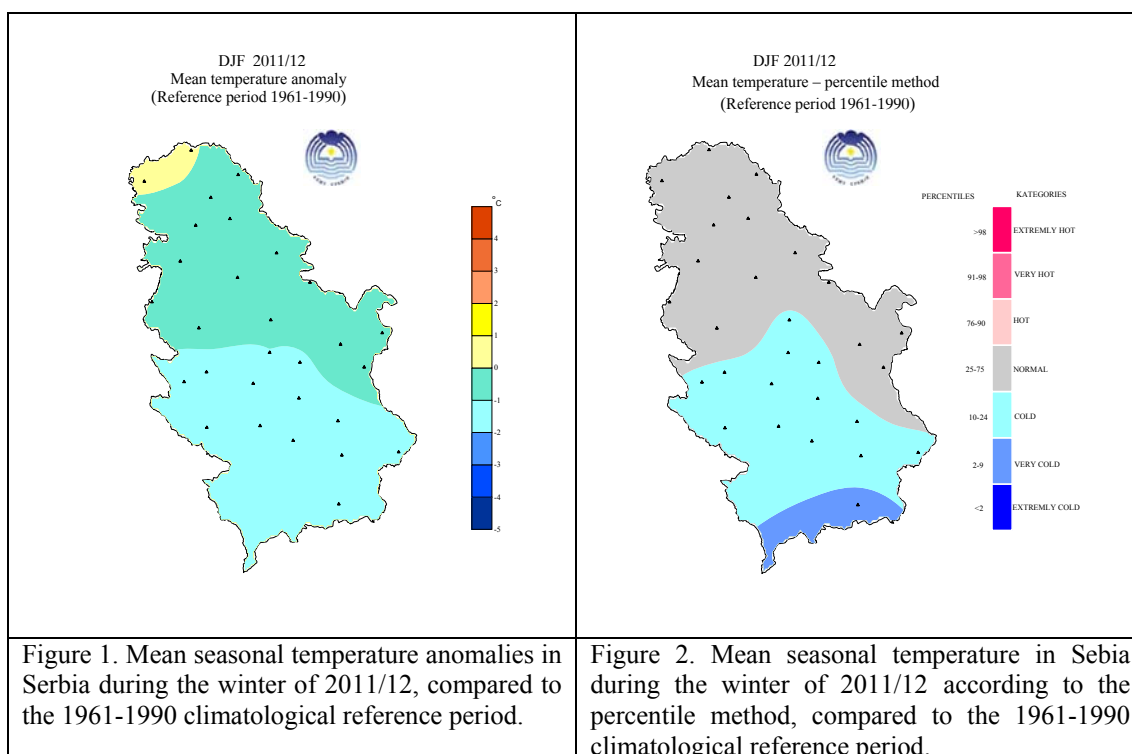 DJF 2011/12
Mean temperature anomaly
(Reference period 1961-1990)
°C
4
3
2
1
0
-1
-2
-3
-4
-5
DJF 2011/12
Mean temperature – percentile method
(Reference period 1961-1990)
PERCENTILES KATEGORIES
>98 EXTREMLY HOT
91-98 VERY HOT
76-90 HOT
25-75 NORMAL
10-24 COLD
2-9 VERY COLD
<2 EXTREMLY COLD
Figure 1. Mean seasonal temperature anomalies in
Serbia during the winter of 2011/12, compared to
the 1961-1990 climatological reference period.
Figure 2. Mean seasonal temperature in Sebia
during the winter of 2011/12 according to the
percentile method, compared to the 1961-1990
climatological reference period.